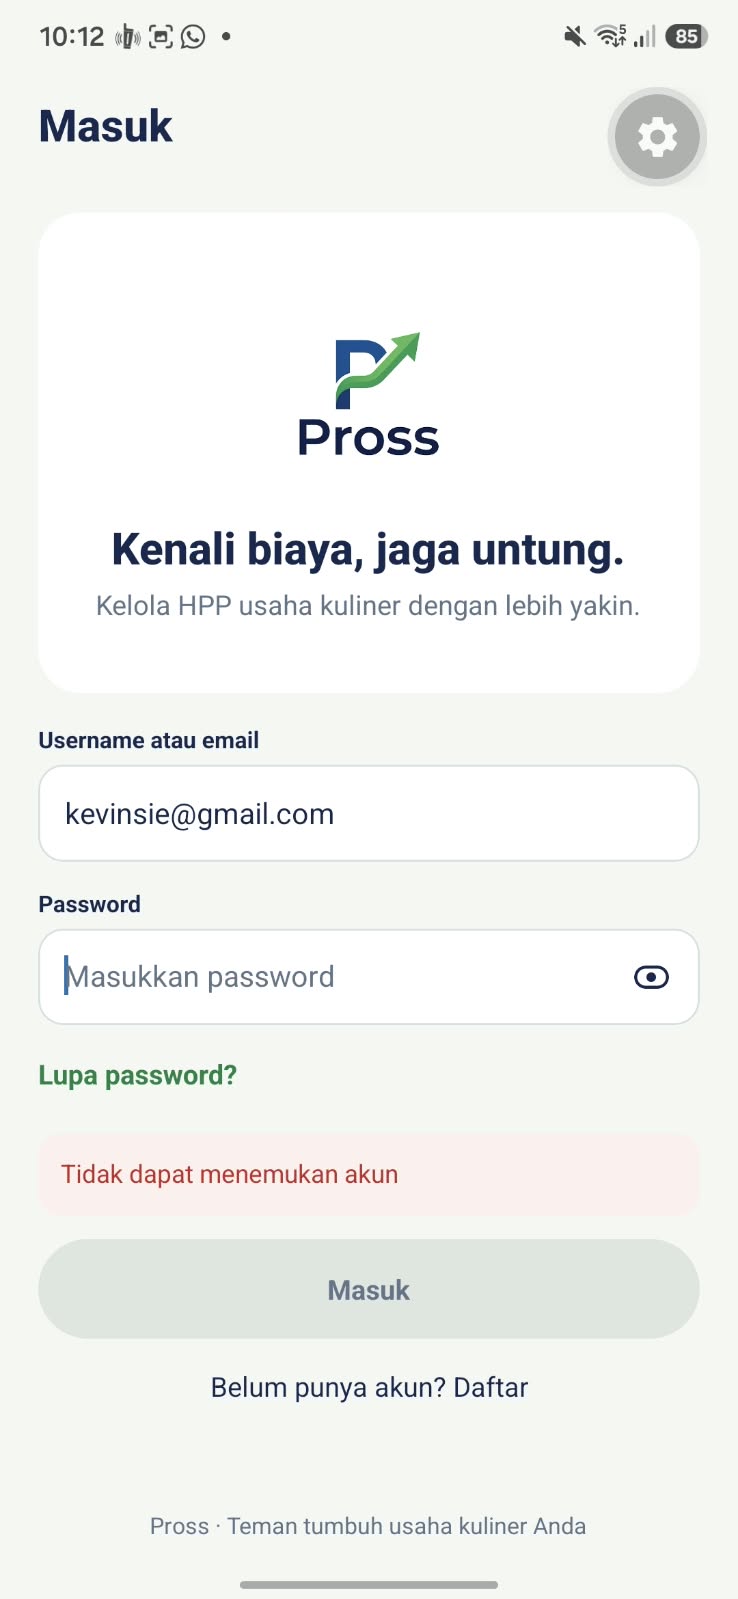 10:12
5
85
Masuk
Pross
Kenali biaya, jaga untung.
Kelola HPP usaha kuliner dengan lebih yakin.
Username atau email
kevinsie@gmail.com
Password
Masukkan password
Lupa password?
Tidak dapat menemukan akun
Masuk
Belum punya akun? Daftar
Pross · Teman tumbuh usaha kuliner Anda